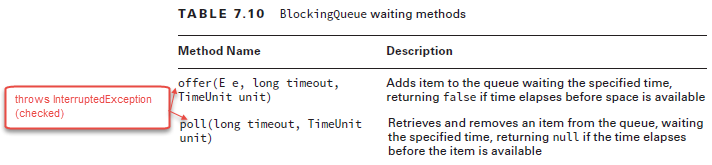 TABLE 7.10 BlockingQueue waiting methods
Method Name Description
throws InterruptedException
(checked)
offer(E e, long timeout,
TimeUnit unit)
Adds item to the queue waiting the specified time,
returning false if time elapses before space is available
poll(long timeout, TimeUnit
unit)
Retrieves and removes an item from the queue, waiting
the specified time, returning null if the time elapses
before the item is available